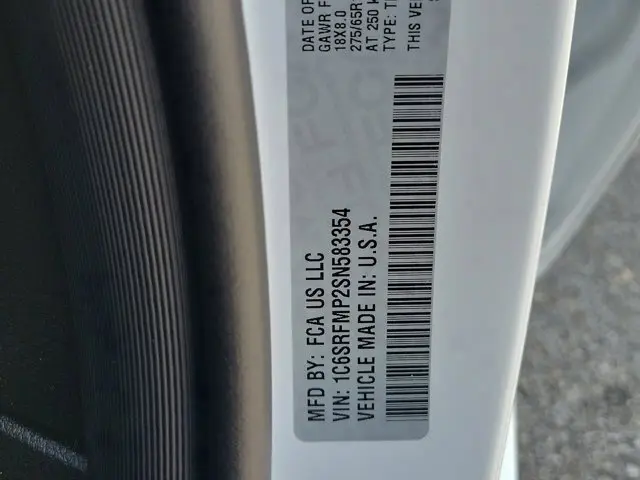 MFD BY: FCA US LLC
VIN: 1C6SRFMP2SN583354
VEHICLE MADE IN: U.S.A.
DATE OF
GAWR F
18X8.0
275/65R
AT 250 k
TYPE: T
THIS VE